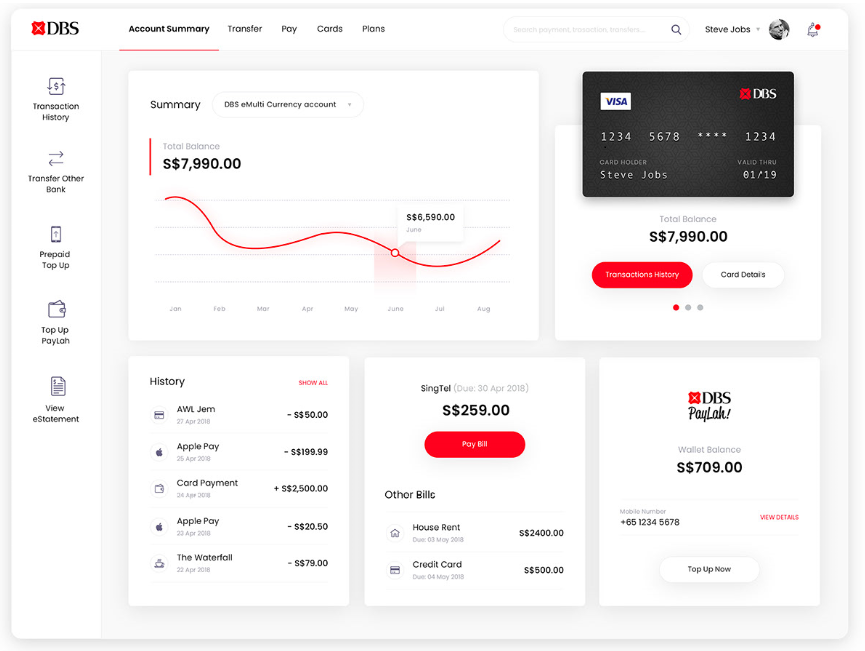 DBS
Account Summary
Transfer
Pay
Cards
Plans
Search payment, transaction, transfers...
Steve Jobs
Transaction
History
Transfer Other
Bank
Prepaid
Top Up
Top Up
PayLah
View
eStatement
Summary
DBS eMulti Currency account
Total Balance
S$7,990.00
S$6,590.00
June
Jan
Feb
Mar
Apr
May
June
Jul
Aug
VISA
DBS
1234 5678 **** 1234
CARD HOLDER
VALID THRU
Steve Jobs
01/19
Total Balance
S$7,990.00
Transactions History
Card Details
History
SHOW ALL
AWL Jem
27 Apr 2018
- S$50.00
Apple Pay
25 Apr 2018
- S$199.99
Card Payment
24 Apr 2018
+ S$2,500.00
Apple Pay
22 Apr 2018
- S$20.50
The Waterfall
22 Apr 2018
- S$79.00
SingTel (Due: 30 Apr 2018)
S$259.00
Pay Bill
Other Bills
House Rent
Due: 03 May 2018
S$2400.00
Credit Card
Due: 04 May 2018
S$500.00
DBS
PayLah!
Wallet Balance
S$709.00
Mobile Number
+65 1234 5678
VIEW DETAILS
Top Up Now